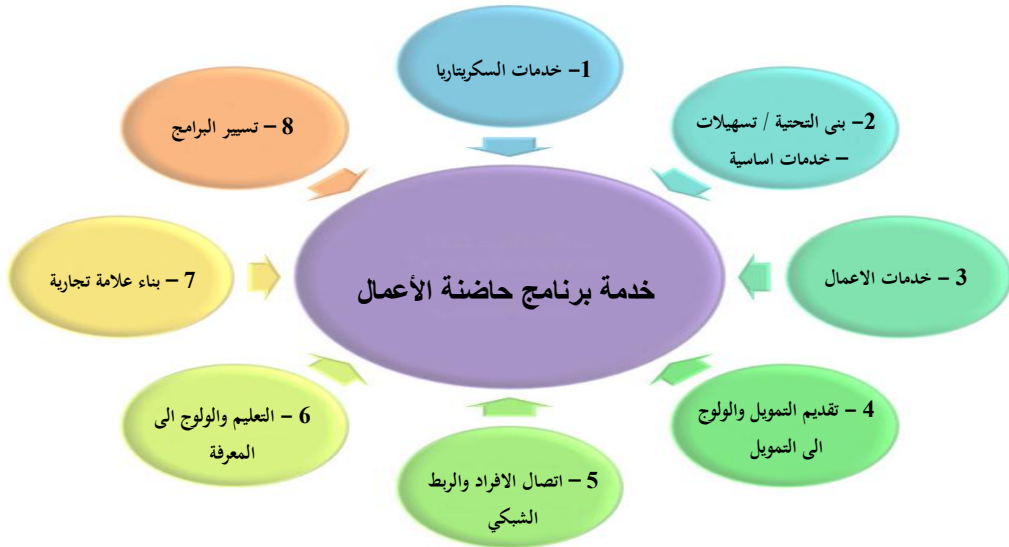 1– خدمات السكريتاريا
2– بنى التحتية / تسهيلات
– خدمات اساسية
3 – خدمات الاعمال
4 – تقديم التمويل والولوج
الى التمويل
5 – اتصال الافراد والربط
الشبكي
6 – التعليم والولوج الى
المعرفة
7 – بناء علامة تجارية
8 – تسيير البرامج
خدمة برنامج حاضنة الأعمال